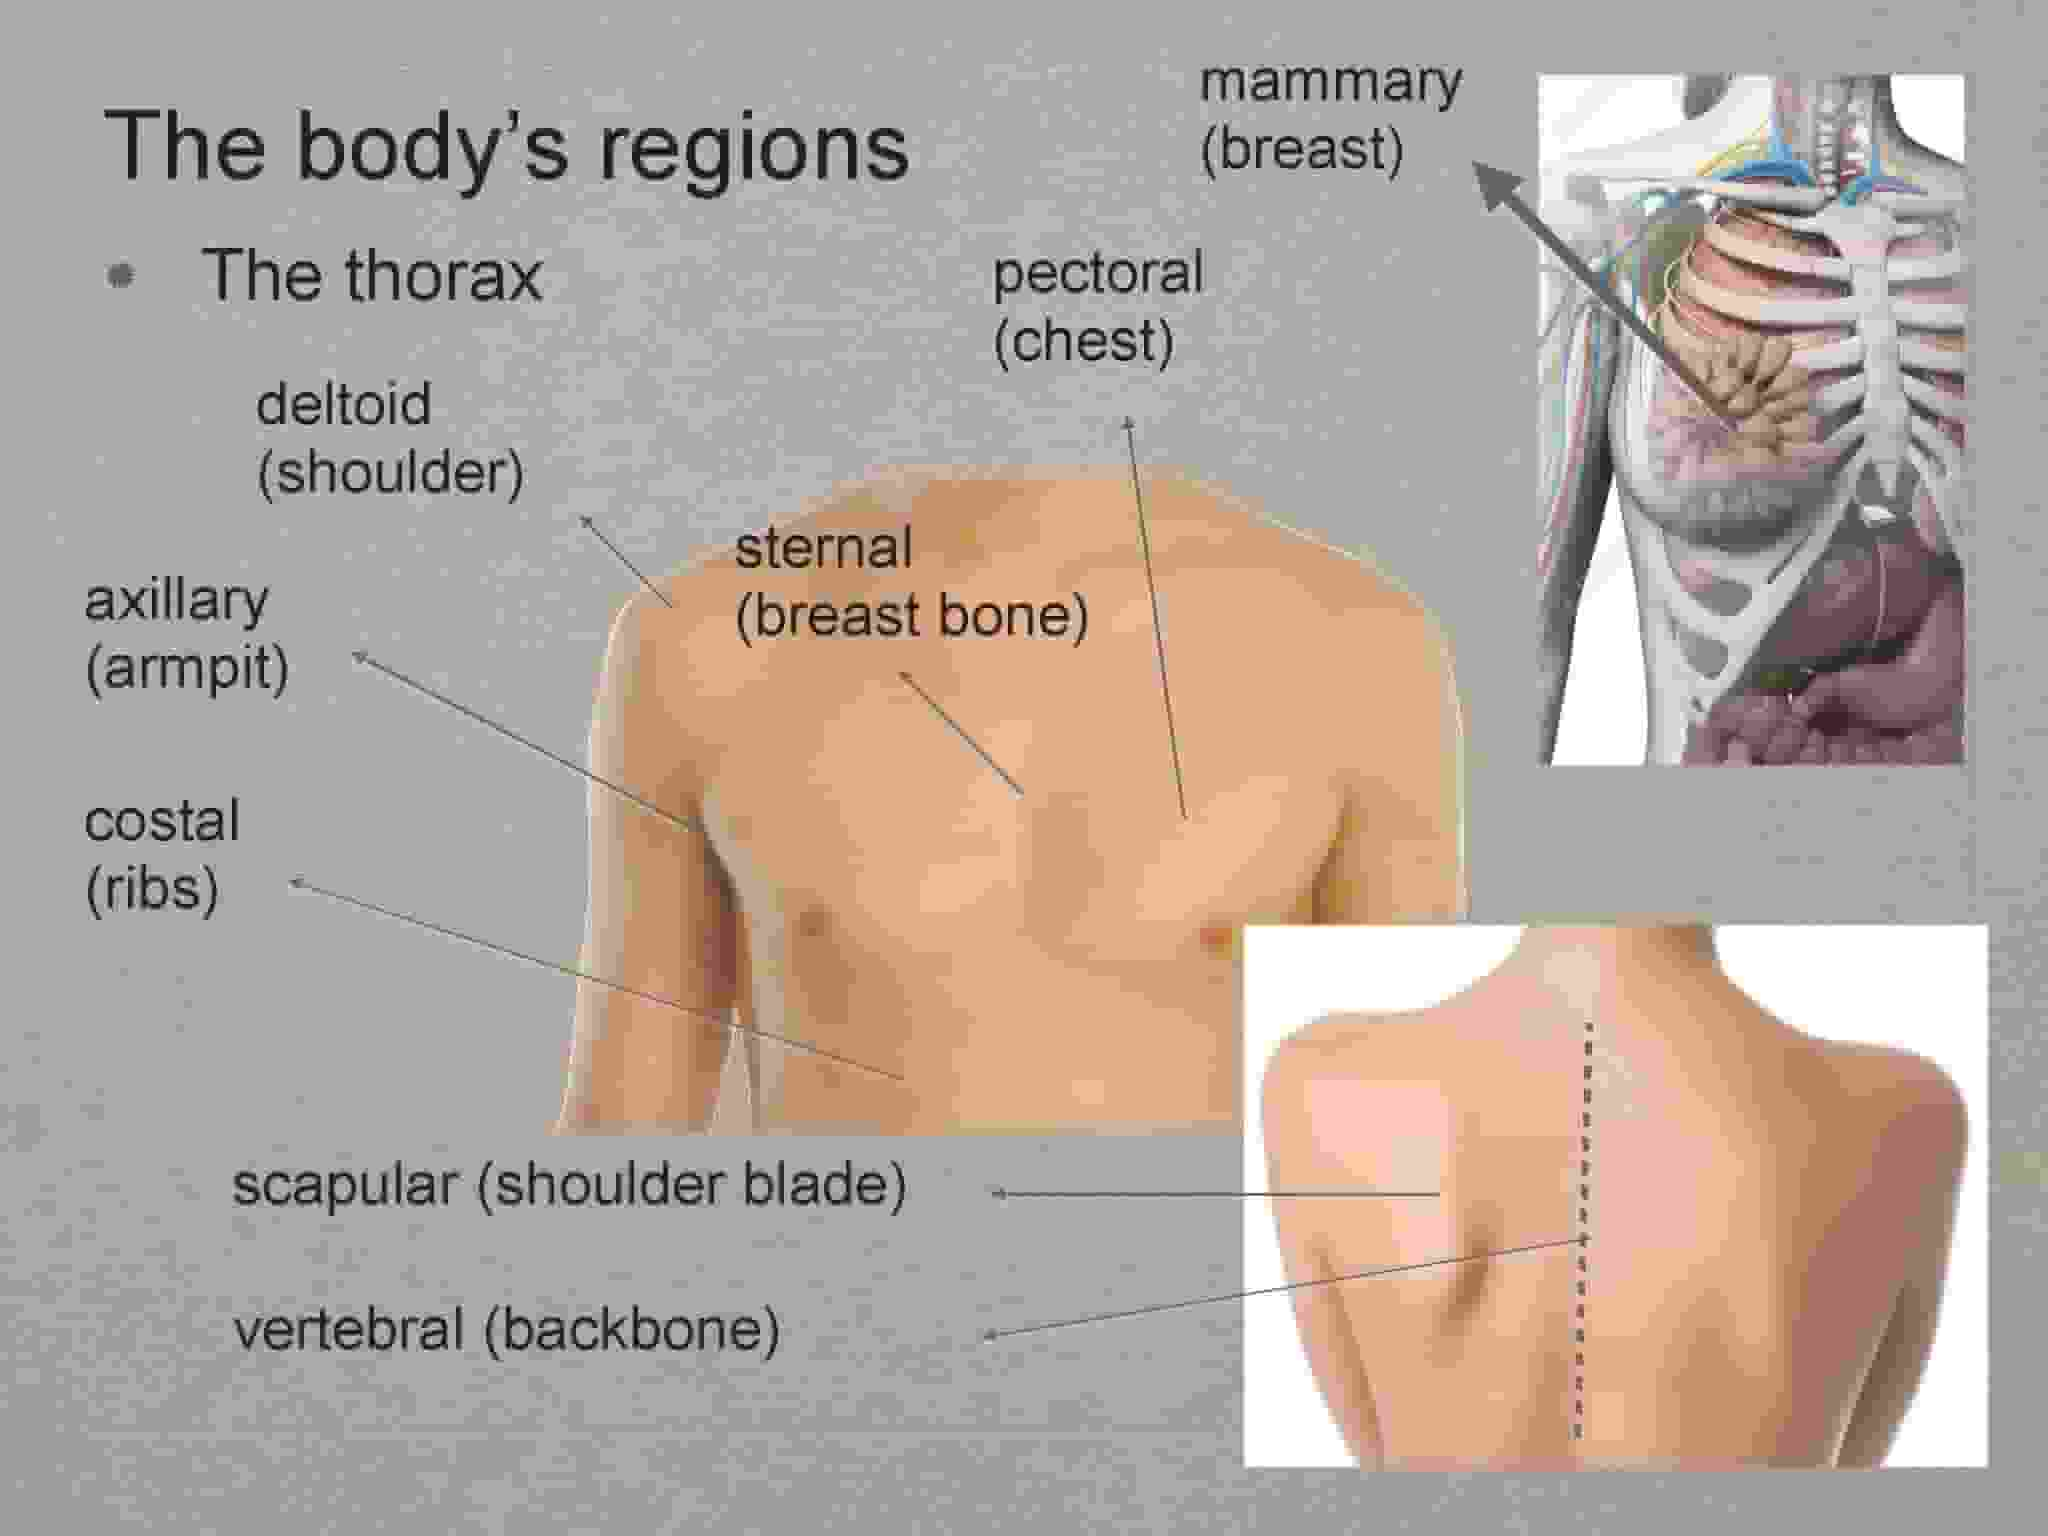 The body's regions
• The thorax
mammary
(breast)
pectoral
(chest)
deltoid
(shoulder)
sternal
(breast bone)
axillary
(armpit)
costal
(ribs)
scapular (shoulder blade)
vertebral (backbone)